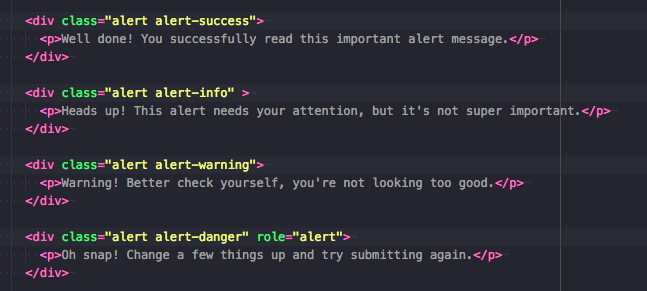 <div class="alert alert-success">
<p>Well done! You successfully read this important alert message.</p>
</div>
<div class="alert alert-info" >
<p>Heads up! This alert needs your attention, but it's not super important.</p>
</div>
<div class="alert alert-warning">
<p>Warning! Better check yourself, you're not looking too good.</p>
</div>
<div class="alert alert-danger" role="alert">
<p>Oh snap! Change a few things up and try submitting again.</p>
</div>